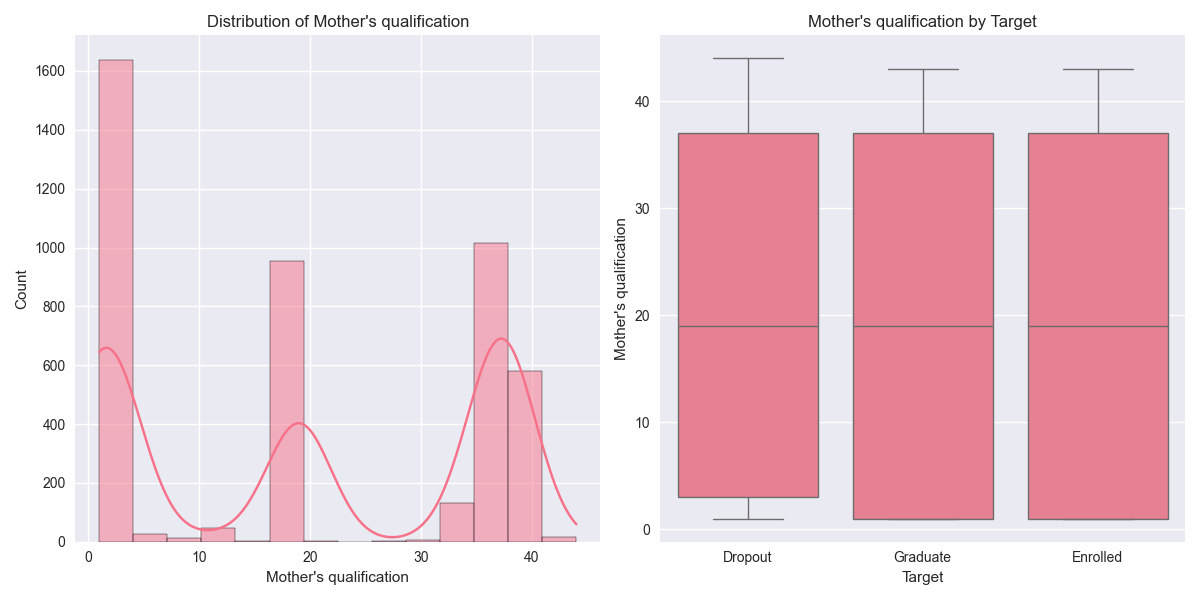 Distribution of Mother's qualification
Count
1600
1400
1200
1000
800
600
400
200
0
0 10 20 30 40
Mother's qualification
Mother's qualification by Target
Mother's qualification
40
30
20
10
0
Dropout Graduate Enrolled
Target